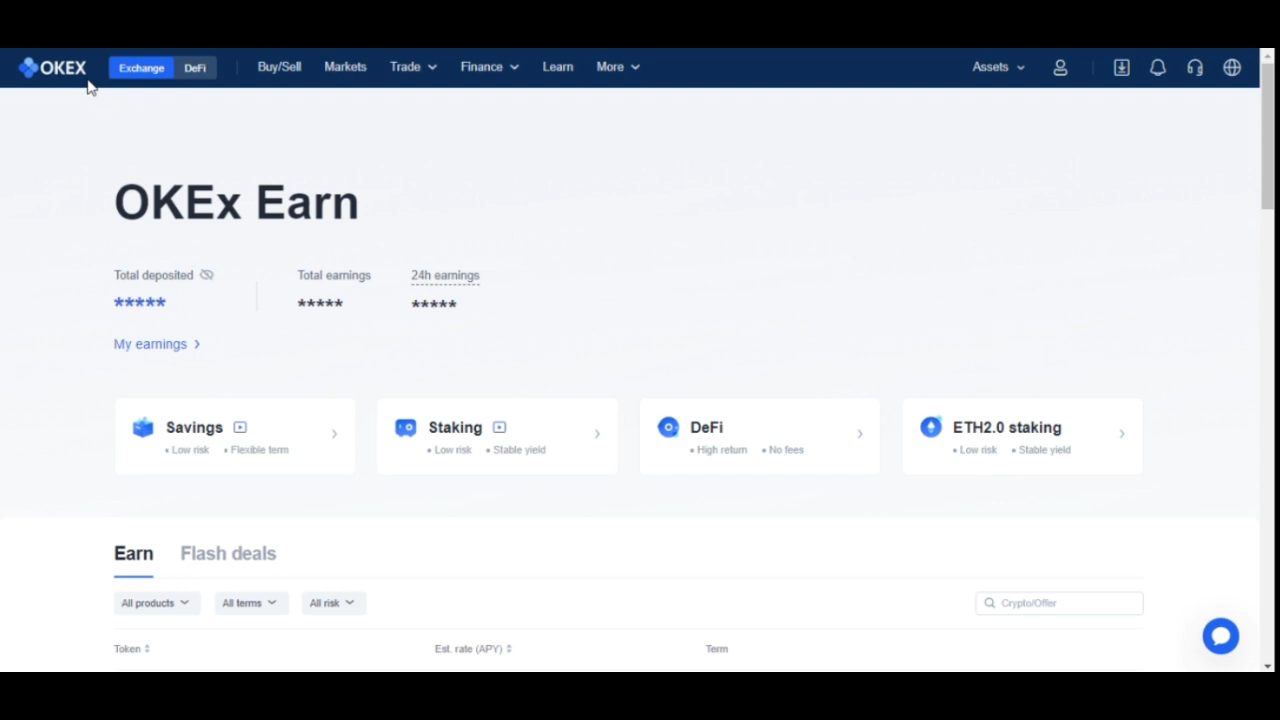 OKEX Exchange DeFi Buy/Sell Markets Trade Finance Learn More Assets
OKEx Earn
Total deposited Total earnings 24h earnings
***** ***** *****
My earnings
Savings Staking DeFi ETH2.0 staking
• Low risk • Flexible term • Low risk • Stable yield • High return • No fees • Low risk • Stable yield
Earn Flash deals
All products All terms All risk Crypto/Offer
Token Est. rate (APY) Term